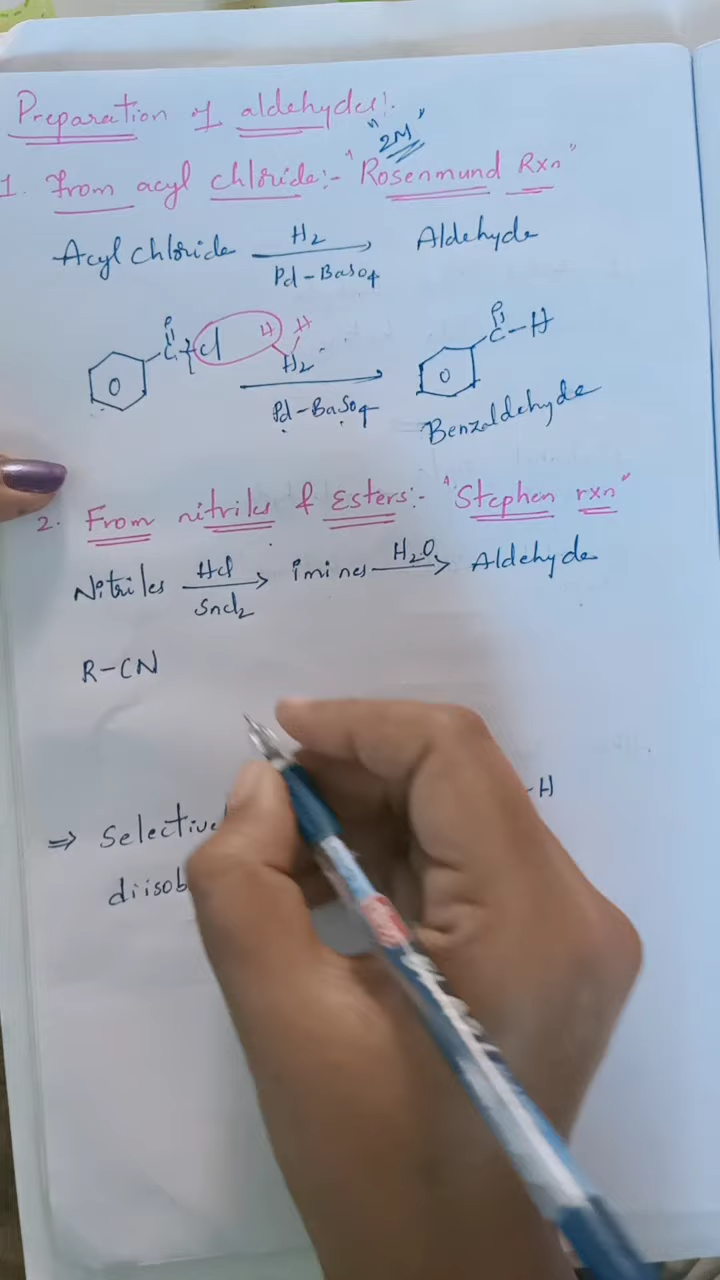 Preparation of aldehydes:-
"2M"
1. From acyl chloride:- "Rosenmund Rxn"
Acyl chloride H2 Pd-BaSO4 Aldehyde
O O
C Cl H H C-H
H2
Pd-BaSO4
Benzaldehyde
2. From nitriles & Esters:- "Stephen rxn"
Nitriles HCl SnCl2 imines H2O Aldehyde
R-CN
-H
⇒ Selective
diisob